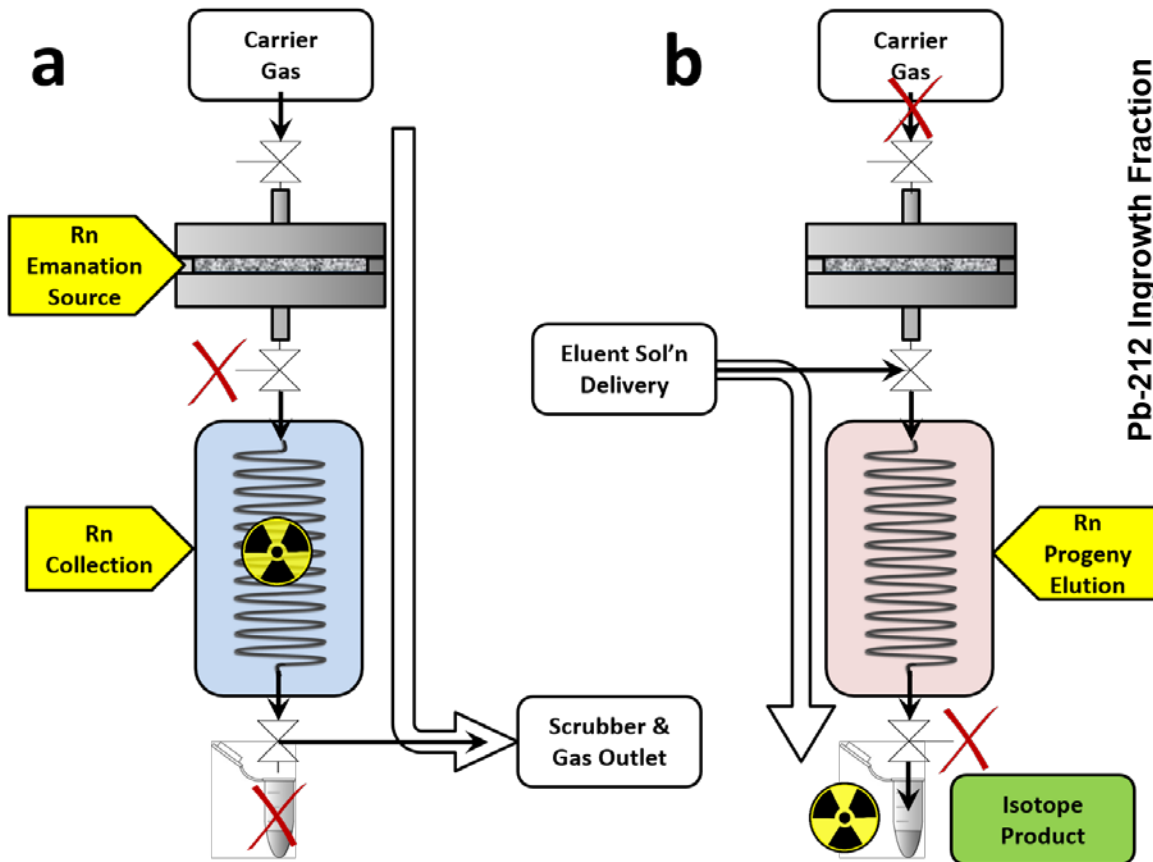 a
Carrier
Gas
Rn
Emanation
Source
Rn
Collection
Scrubber &
Gas Outlet
b
Carrier
Gas
Eluent Sol'n
Delivery
Rn
Progeny
Elution
Isotope
Product
Pb-212 Ingrowth Fraction